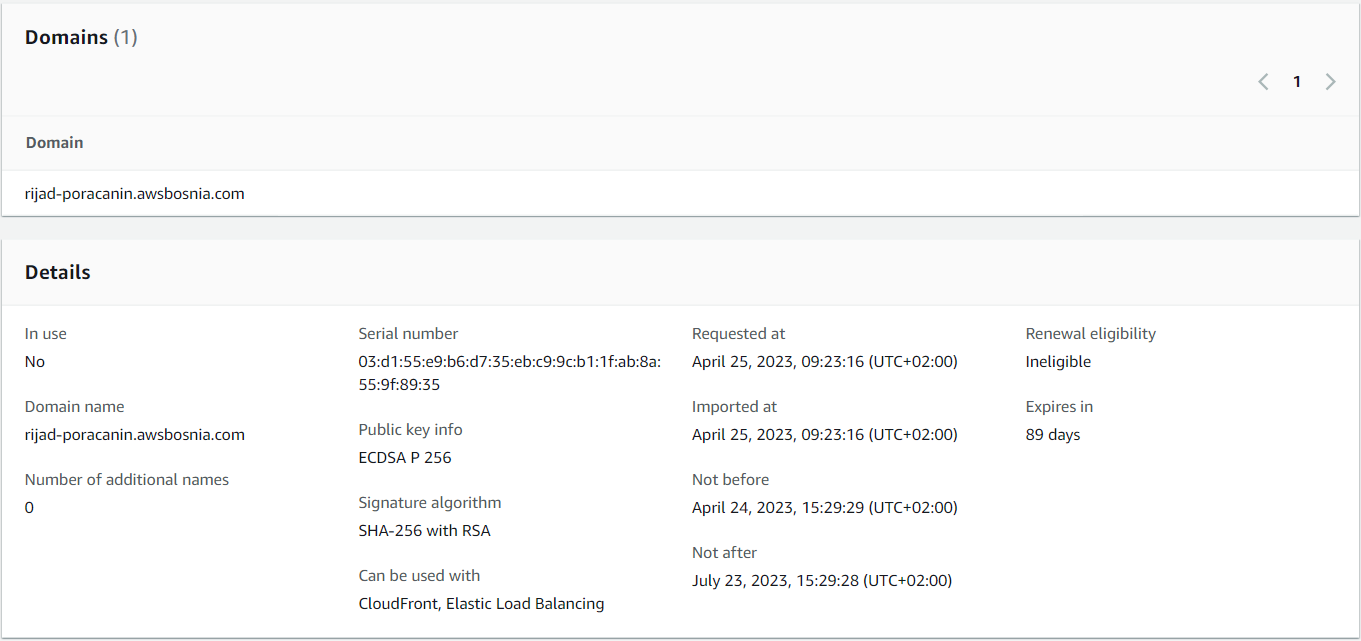 Domains (1)
1
Domain
rijad-poracanin.awsbosnia.com
Details
In use
No
Domain name
rijad-poracanin.awsbosnia.com
Number of additional names
0
Serial number
03:d1:55:e9:b6:d7:35:eb:c9:9c:b1:1f:ab:8a:
55:9f:89:35
Public key info
ECDSA P 256
Signature algorithm
SHA-256 with RSA
Can be used with
CloudFront, Elastic Load Balancing
Requested at
April 25, 2023, 09:23:16 (UTC+02:00)
Imported at
April 25, 2023, 09:23:16 (UTC+02:00)
Not before
April 24, 2023, 15:29:29 (UTC+02:00)
Not after
July 23, 2023, 15:29:28 (UTC+02:00)
Renewal eligibility
Ineligible
Expires in
89 days